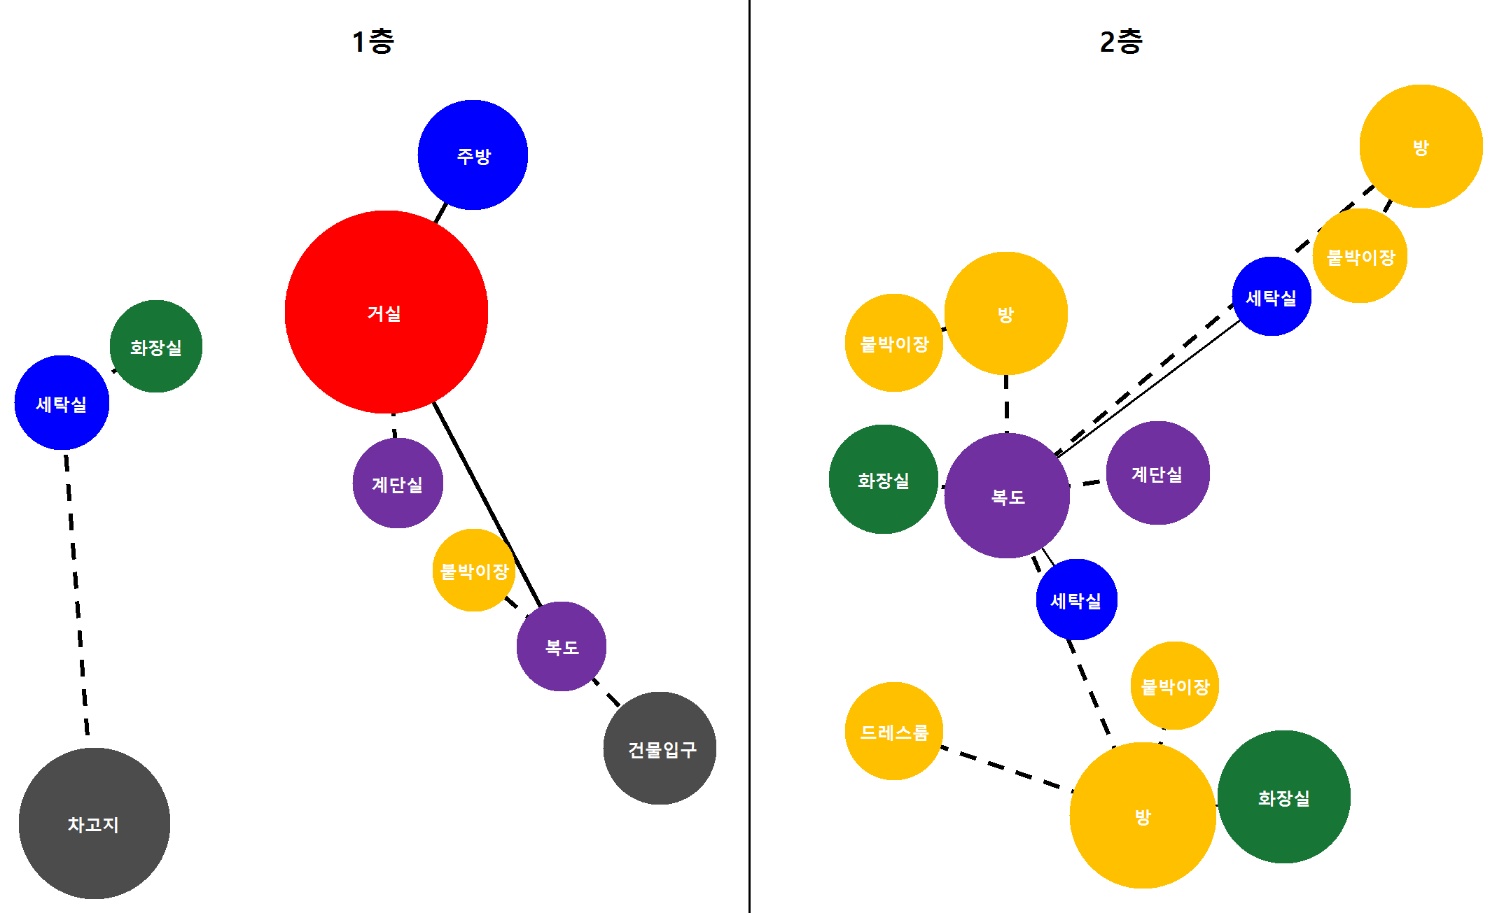 1층
주방
거실
화장실
세탁실
계단실
붙박이장
복도
건물입구
차고지
2층
방
붙박이장
세탁실
방
붙박이장
화장실
복도
계단실
세탁실
붙박이장
드레스룸
방
화장실